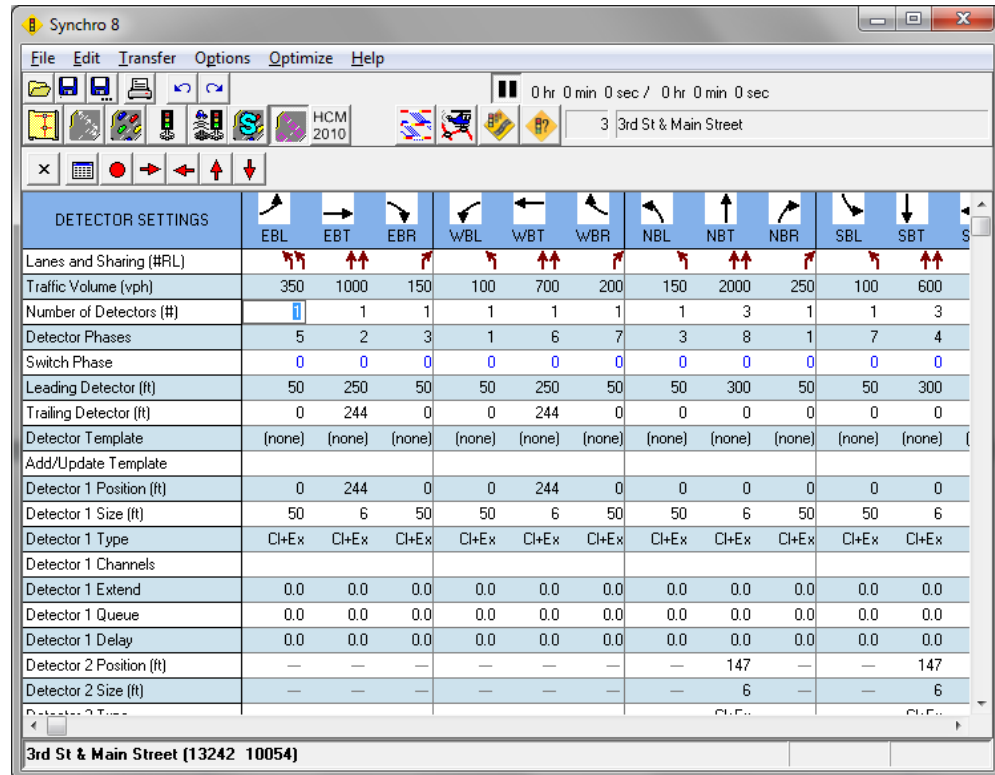 Synchro 8
File Edit Transfer Options Optimize Help
0 hr 0 min 0 sec / 0 hr 0 min 0 sec
HCM
2010
3 3rd St & Main Street
DETECTOR SETTINGS EBL EBT EBR WBL WBT WBR NBL NBT NBR SBL SBT S
Lanes and Sharing (#RL)
Traffic Volume (vph) 350 1000 150 100 700 200 150 2000 250 100 600
Number of Detectors (#) 1 1 1 1 1 1 1 3 1 1 3
Detector Phases 5 2 3 1 6 7 3 8 1 7 4
Switch Phase 0 0 0 0 0 0 0 0 0 0 0
Leading Detector (ft) 50 250 50 50 250 50 50 300 50 50 300
Trailing Detector (ft) 0 244 0 0 244 0 0 0 0 0 0
Detector Template (none) (none) (none) (none) (none) (none) (none) (none) (none) (none) (none) (
Add/Update Template
Detector 1 Position (ft) 0 244 0 0 244 0 0 0 0 0 0
Detector 1 Size (ft) 50 6 50 50 6 50 50 6 50 50 6
Detector 1 Type Cl+Ex Cl+Ex Cl+Ex Cl+Ex Cl+Ex Cl+Ex Cl+Ex Cl+Ex Cl+Ex Cl+Ex Cl+Ex
Detector 1 Channels
Detector 1 Extend 0.0 0.0 0.0 0.0 0.0 0.0 0.0 0.0 0.0 0.0 0.0
Detector 1 Queue 0.0 0.0 0.0 0.0 0.0 0.0 0.0 0.0 0.0 0.0 0.0
Detector 1 Delay 0.0 0.0 0.0 0.0 0.0 0.0 0.0 0.0 0.0 0.0 0.0
Detector 2 Position (ft) — — — — — — — 147 — — 147
Detector 2 Size (ft) — — — — — — — 6 — — 6
Detector 2 Type Cl+Ex Cl+Ex
3rd St & Main Street (13242 10054)